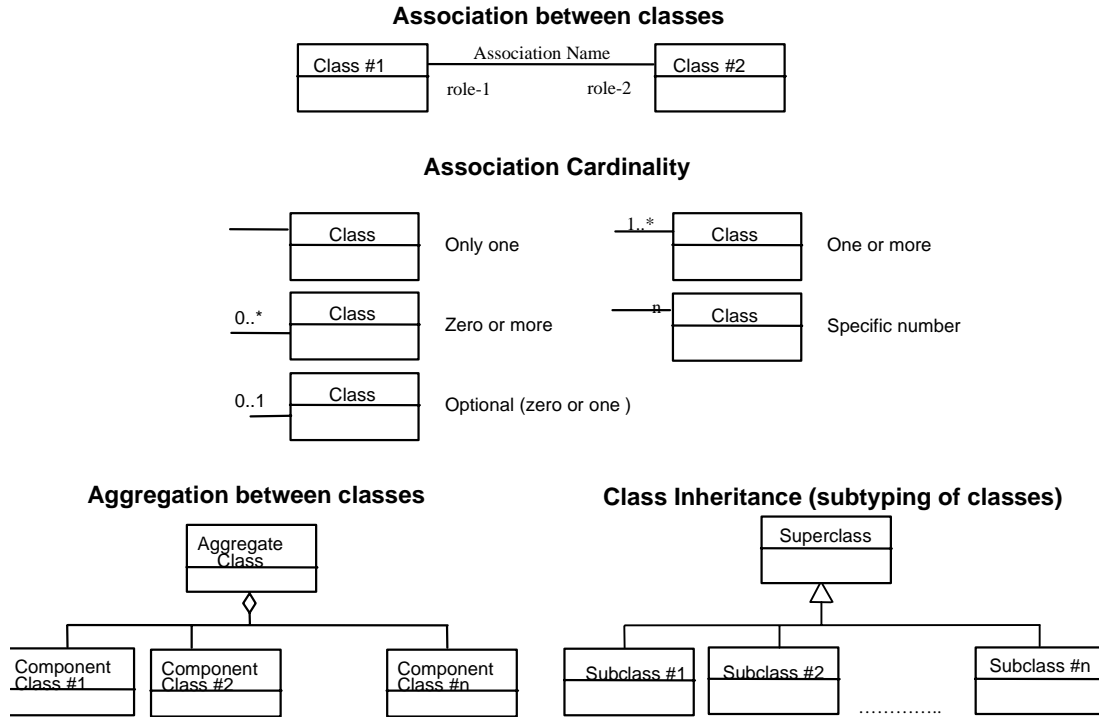 Association between classes
Class #1
Association Name
Class #2
role-1
role-2
Association Cardinality
Class
Only one
1..*
Class
One or more
0..*
Class
Zero or more
n
Class
Specific number
0..1
Class
Optional (zero or one )
Aggregation between classes
Aggregate
Class
Component
Class #1
Component
Class #2
Component
Class #n
Class Inheritance (subtyping of classes)
Superclass
Subclass #1
Subclass #2
…………..
Subclass #n